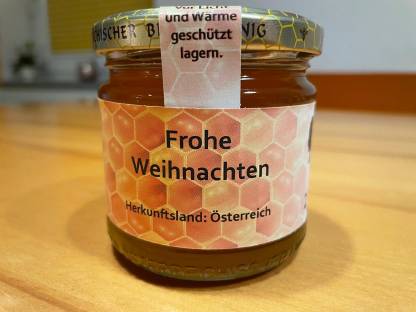 und Wärme
geschützt
lagern.
Frohe
Weihnachten
Herkunftsland: Österreich